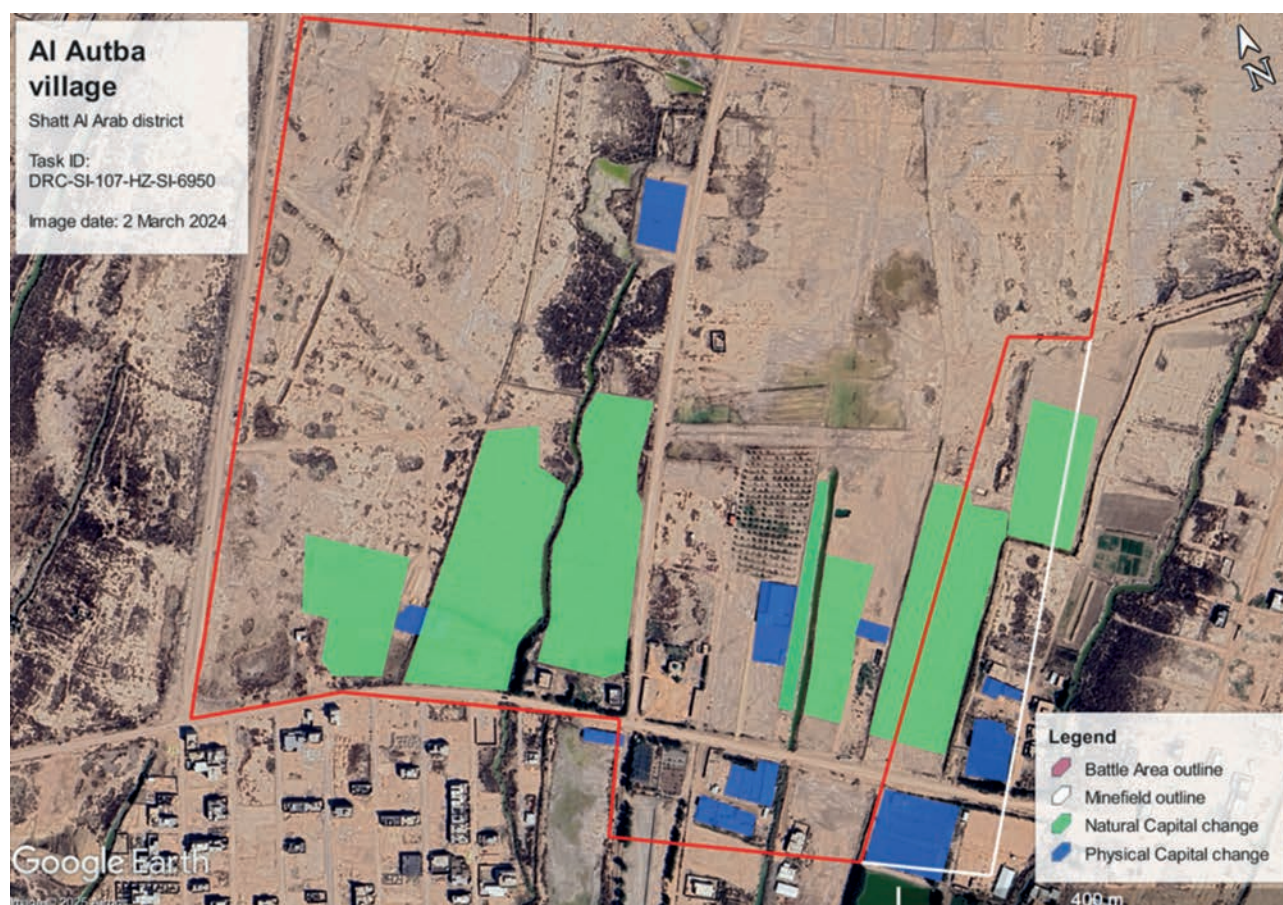 Al Autba
village
Shatt Al Arab district
Task ID:
DRC-SI-107-HZ-SI-6950
Image date: 2 March 2024
N
Legend
Battle Area outline
Minefield outline
Natural Capital change
Physical Capital change
Google Earth
400 m